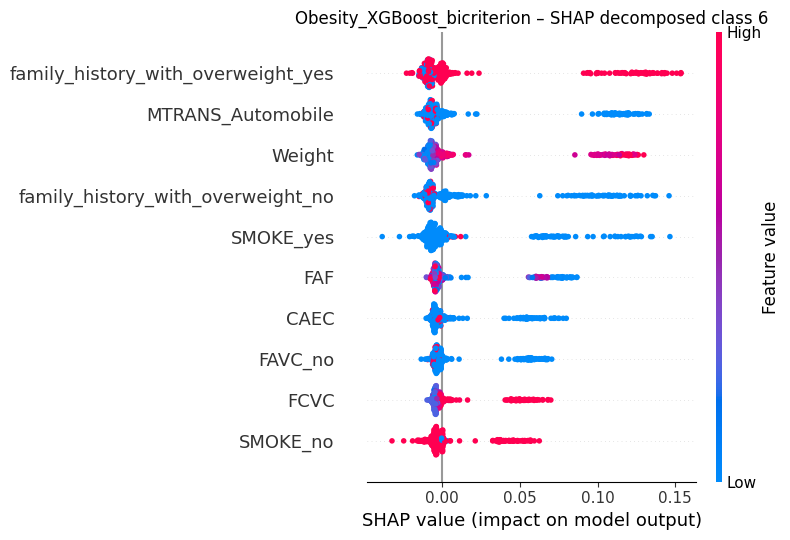 Obesity_XGBoost_bicriterion – SHAP decomposed class 6
High
family_history_with_overweight_yes
MTRANS_Automobile
Weight
family_history_with_overweight_no
SMOKE_yes
FAF
CAEC
FAVC_no
FCVC
SMOKE_no
Feature value
Low
0.00 0.05 0.10 0.15
SHAP value (impact on model output)